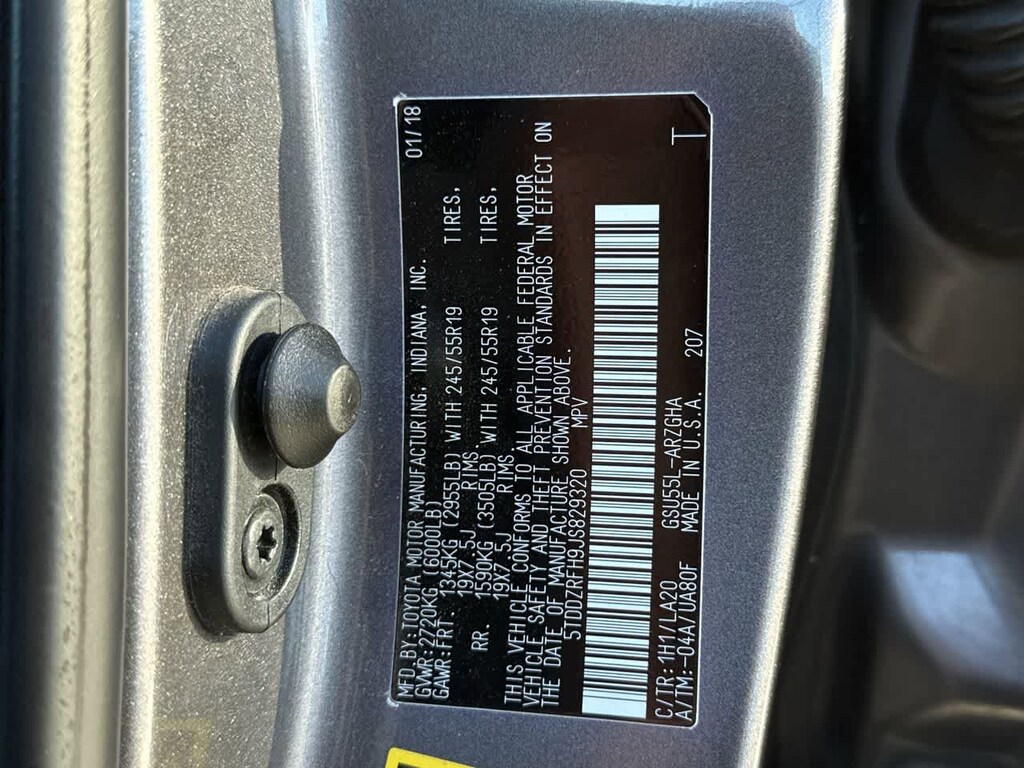 MFD.BY:TOYOTA MOTOR MANUFACTURING, INDIANA, INC. 01/18
GVWR:2720KG (6000LB)
GAWR:FRT. 1345KG (2955LB) WITH 245/55R19 TIRES,
19X7.5J RIMS
RR. 1590KG (3505LB) WITH 245/55R19 TIRES,
19X7.5J RIMS
THIS VEHICLE CONFORMS TO ALL APPLICABLE FEDERAL MOTOR
VEHICLE SAFETY AND THEFT PREVENTION STANDARDS IN EFFECT ON
THE DATE OF MANUFACTURE SHOWN ABOVE.
5TDDZRFH9JS829320 MPV
C/TR:1H1/LA20 GSU55L-ARZGHA
A/TM:-04A/UA80F MADE IN U.S.A. 207 T